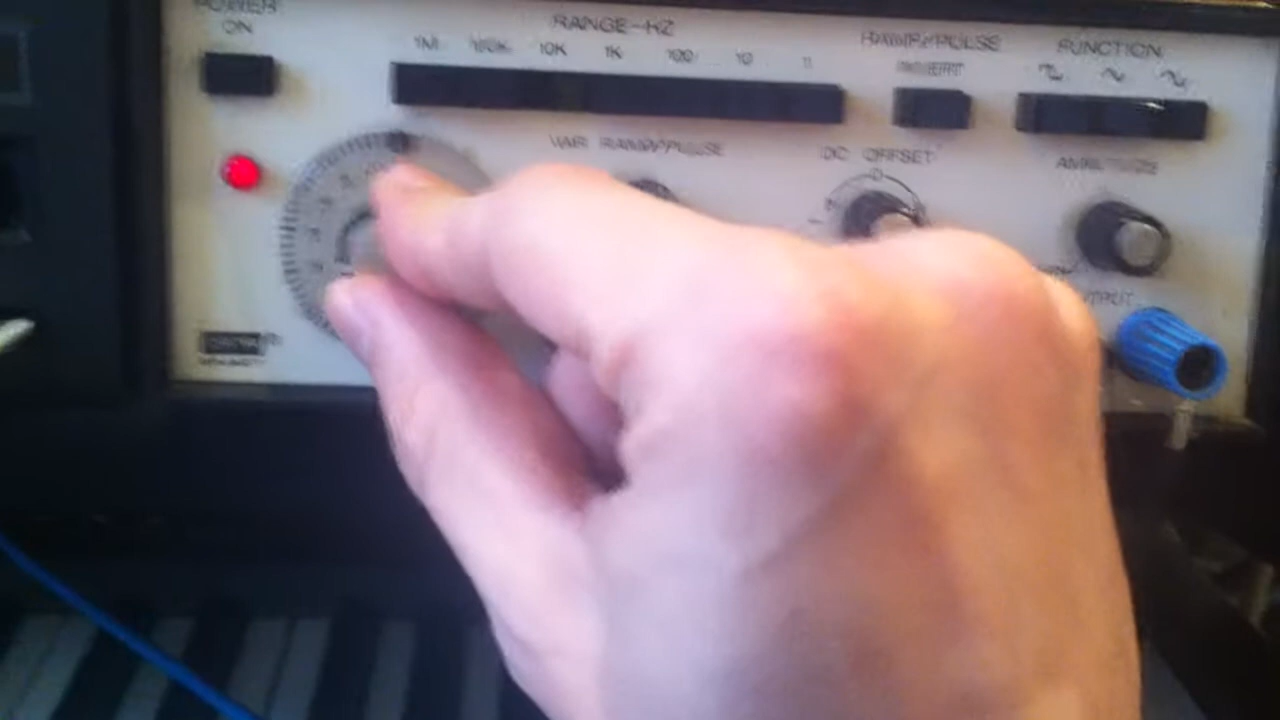 POWER
ON
RANGE-HZ
1M 100K 10K 1K 100 10 1
RAMP/PULSE
INVERT
FUNCTION
VAR RAMP/PULSE
DC OFFSET
0
AMPLITUDE